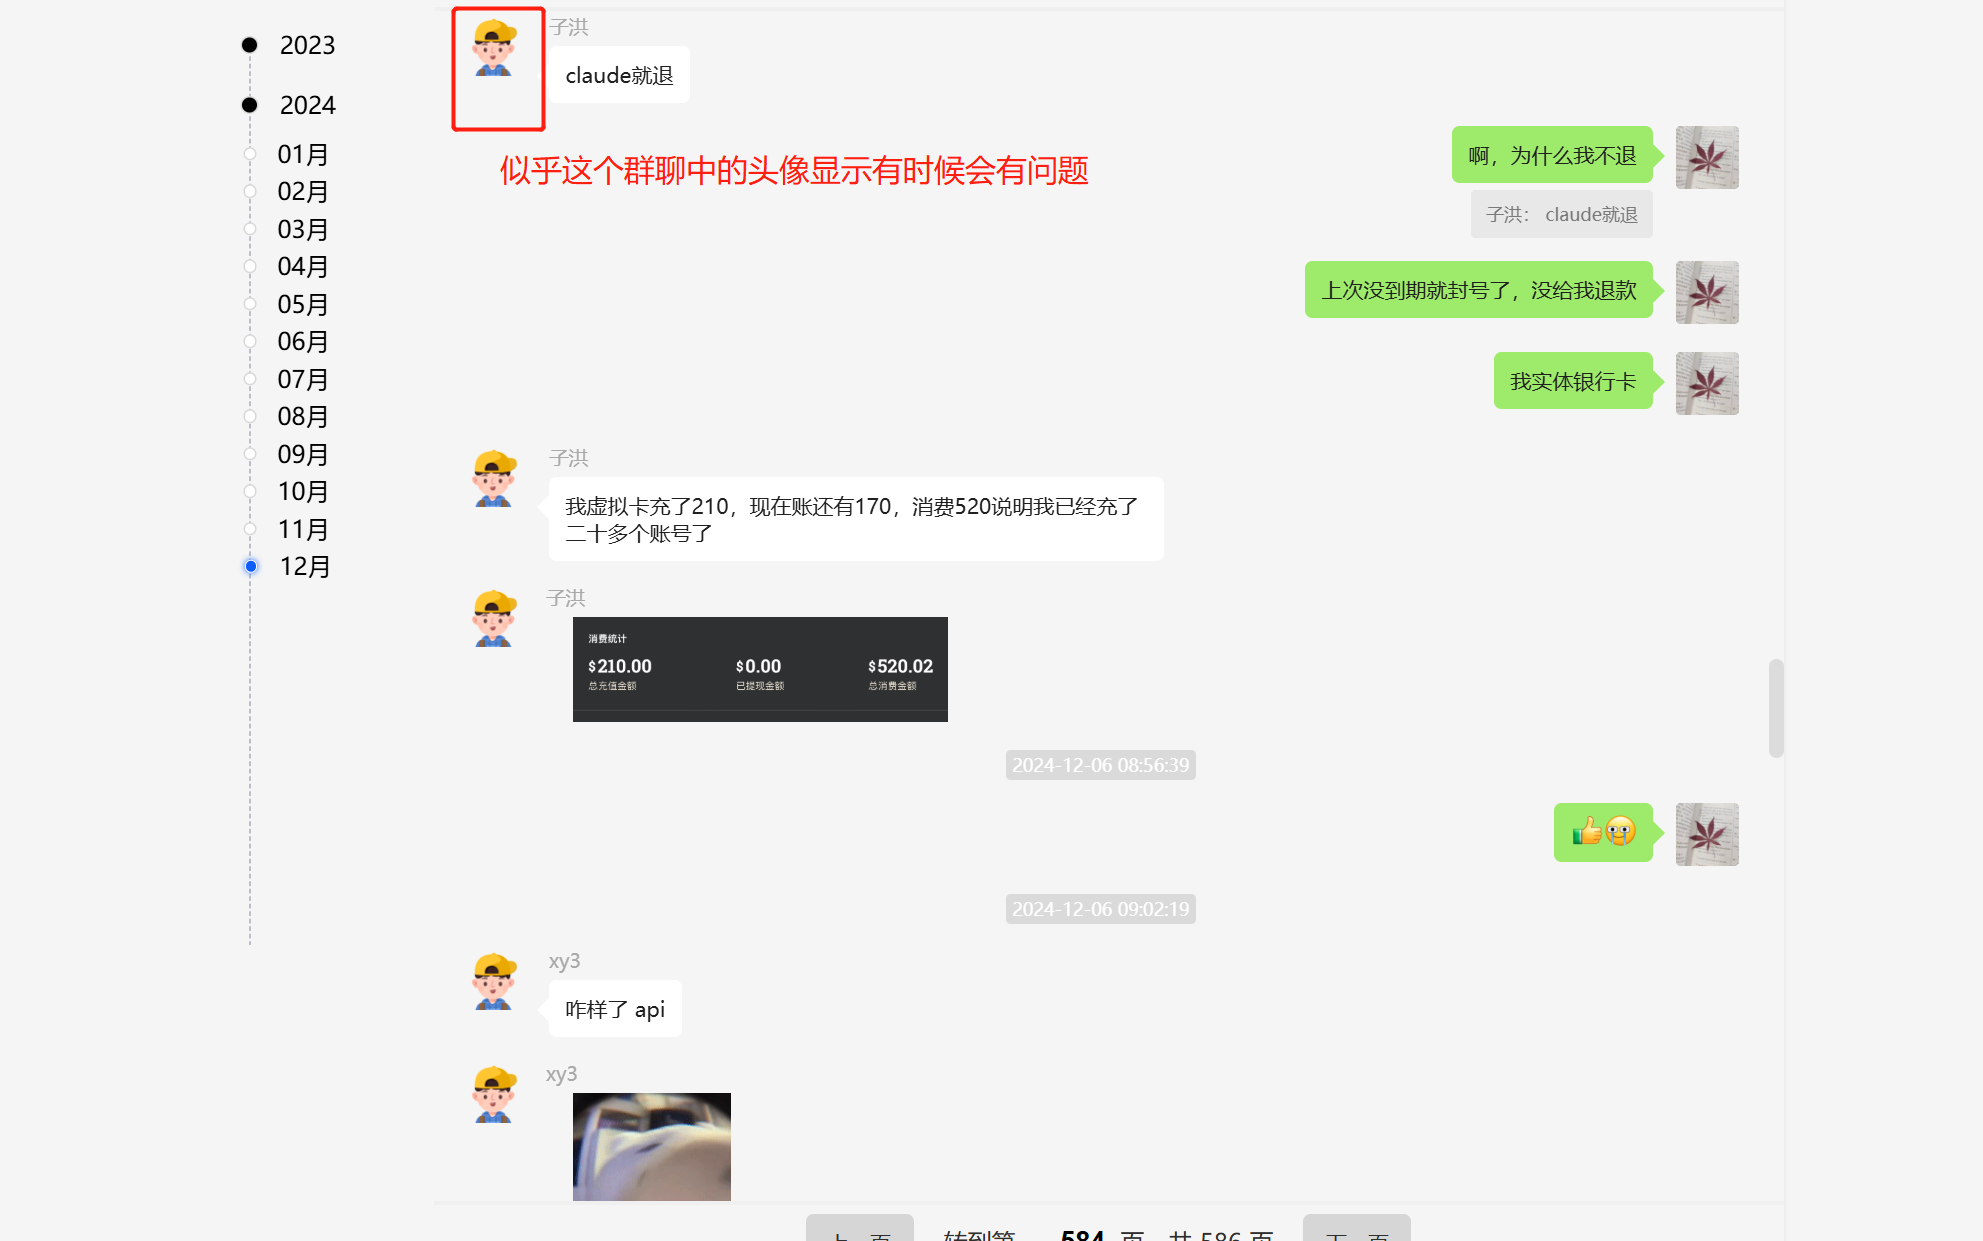 2023
2024
01月
02月
03月
04月
05月
06月
07月
08月
09月
10月
11月
12月
子洪
claude就退
似乎这个群聊中的头像显示有时候会有问题
啊，为什么我不退
子洪： claude就退
上次没到期就封号了，没给我退款
我实体银行卡
子洪
我虚拟卡充了210，现在账还有170，消费520说明我已经充了
二十多个账号了
子洪
消费统计
$210.00 $0.00 $520.02
总充值金额 已提现金额 总消费金额
2024-12-06 08:56:39
2024-12-06 09:02:19
xy3
咋样了 api
xy3
上一页 转到第 584 页 共 586 页 下一页